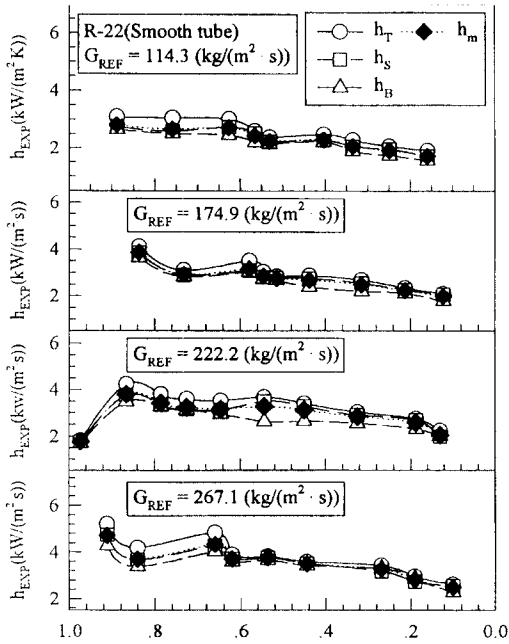 R-22(Smooth tube)
G_REF = 114.3 (kg/(m² · s))
h_T
h_m
h_S
h_B
h_EXP(kW/(m² K)
6
4
2
G_REF = 174.9 (kg/(m² · s))
h_EXP(kW/(m² s)
6
4
2
G_REF = 222.2 (kg/(m² · s))
h_EXP(kw/(m² s)
6
4
2
G_REF = 267.1 (kg/(m² · s))
h_EXP(kW/(m² s)
6
4
2
1.0 .8 .6 .4 .2 0.0